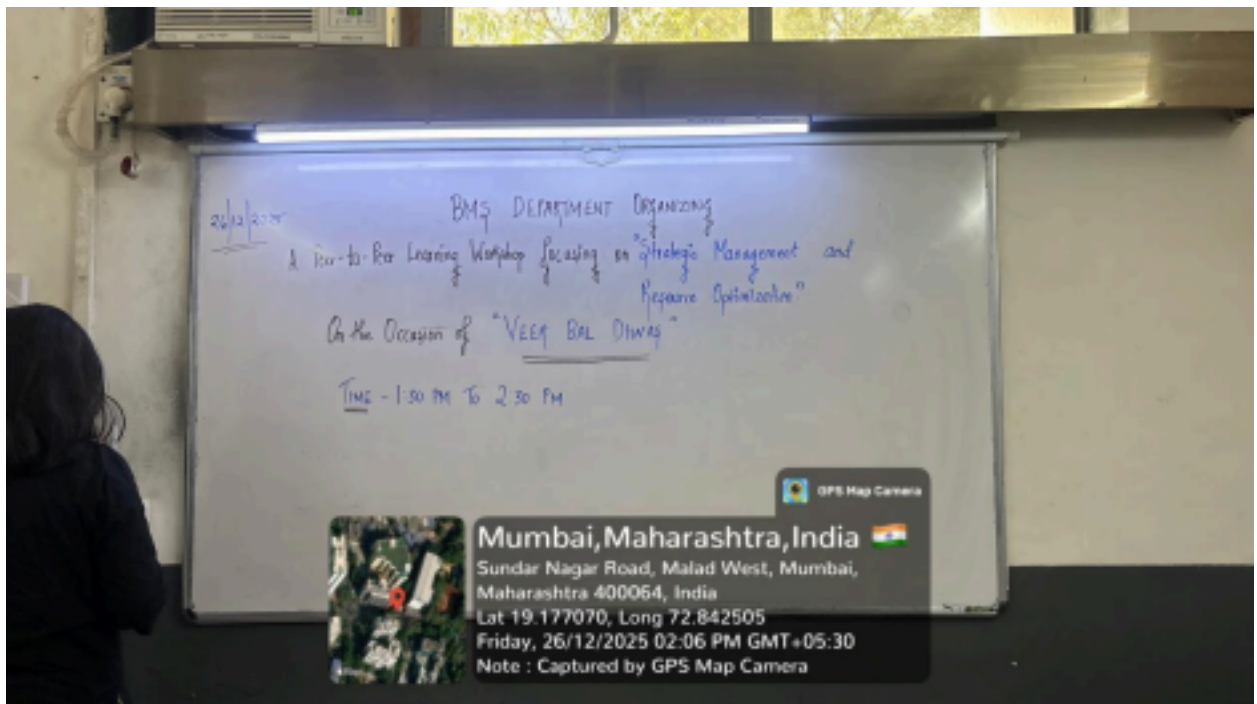 26/12/2025
BMS DEPARTMENT ORGANIZING
A Peer-to-Peer Learning Workshop focusing on "Strategic Management and
Resource Optimization"
On the Occasion of "VEER BAL DIWAS"
TIME - 1:30 PM TO 2:30 PM
GPS Map Camera
Mumbai,Maharashtra,India
Sundar Nagar Road, Malad West, Mumbai,
Maharashtra 400064, India
Lat 19.177070, Long 72.842505
Friday, 26/12/2025 02:06 PM GMT+05:30
Note : Captured by GPS Map Camera